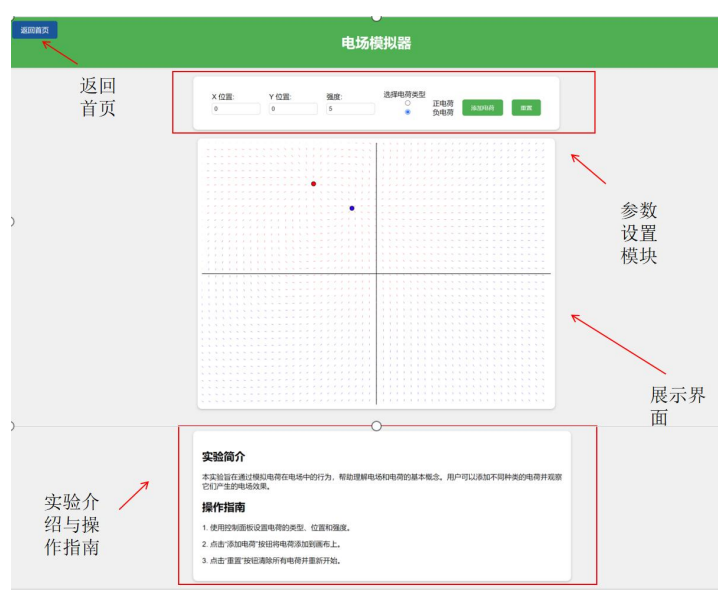 返回首页
电场模拟器
返回
首页
X 位置:
Y 位置:
强度:
选择电荷类型
0
0
5
正电荷
负电荷
添加电荷
重置
参数
设置
模块
展示界
面
实验简介
本实验旨在通过模拟电荷在电场中的行为，帮助理解电场和电荷的基本概念。用户可以添加不同种类的电荷并观察
它们产生的电场效果。
操作指南
1. 使用控制面板设置电荷的类型、位置和强度。
2. 点击"添加电荷"按钮将电荷添加到画布上。
3. 点击"重置"按钮清除所有电荷并重新开始。
实验介
绍与操
作指南